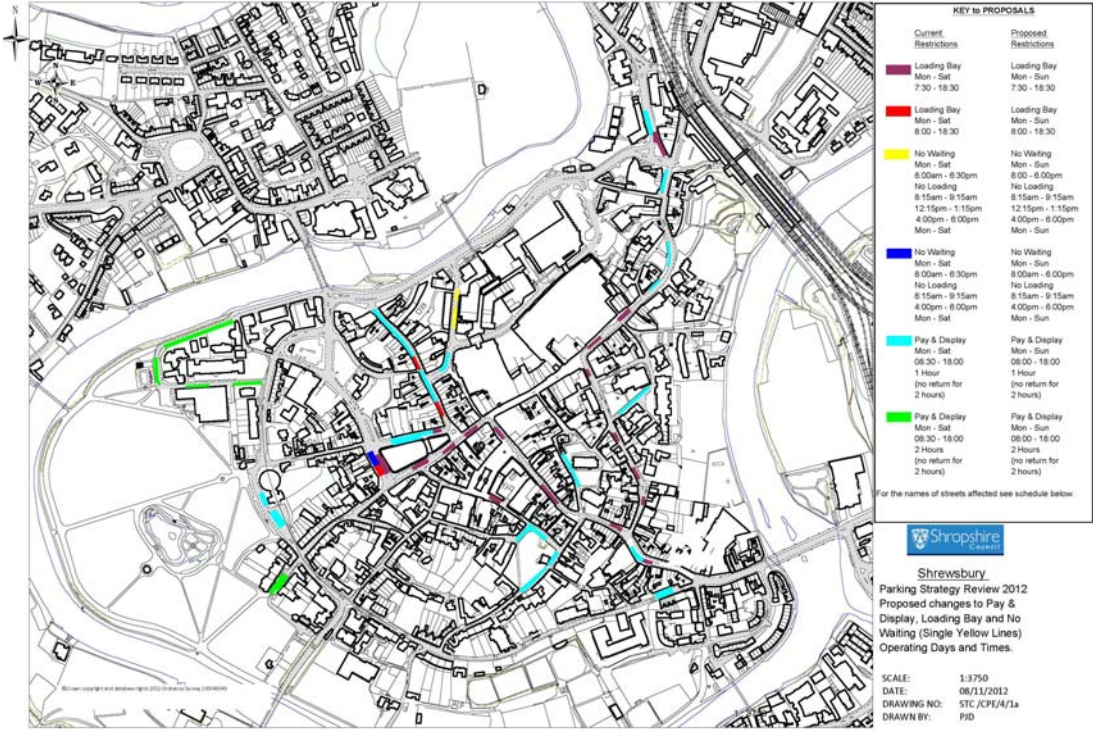 N
N
W E
KEY to PROPOSALS
Current Proposed
Restrictions Restrictions
Loading Bay Loading Bay
Mon - Sat Mon - Sun
7:30 - 18:30 7:30 - 18:30
Loading Bay Loading Bay
Mon - Sat Mon - Sun
8:00 - 18:30 8:00 - 18:30
No Waiting No Waiting
Mon - Sat Mon - Sun
8:00am - 6:30pm 8:00 - 6:00pm
No Loading No Loading
8:15am - 9:15am 8:15am - 9:15am
12:15pm - 1:15pm 12:15pm - 1:15pm
4:00pm - 6:00pm 4:00pm - 6:00pm
Mon - Sat Mon - Sun
No Waiting No Waiting
Mon - Sat Mon - Sun
8:00am - 6:30pm 8:00am - 6:00pm
No Loading No Loading
8:15am - 9:15am 8:15am - 9:15am
4:00pm - 6:00pm 4:00pm - 6:00pm
Mon - Sat Mon - Sun
Pay & Display Pay & Display
Mon - Sat Mon - Sun
08:30 - 18:00 08:00 - 18:00
1 Hour 1 Hour
(no return for (no return for
2 hours) 2 hours)
Pay & Display Pay & Display
Mon - Sat Mon - Sun
08:30 - 18:00 08:00 - 18:00
2 Hours 2 Hours
(no return for (no return for
2 hours) 2 hours)
For the names of streets affected see schedule below.
Shropshire
Council
Shrewsbury
Parking Strategy Review 2012
Proposed changes to Pay &
Display, Loading Bay and No
Waiting (Single Yellow Lines)
Operating Days and Times.
SCALE: 1:3750
DATE: 08/11/2012
DRAWING NO: STC /CPE/4/1a
DRAWN BY: PJD
©Crown copyright and database rights 2012 Ordnance Survey 100049049